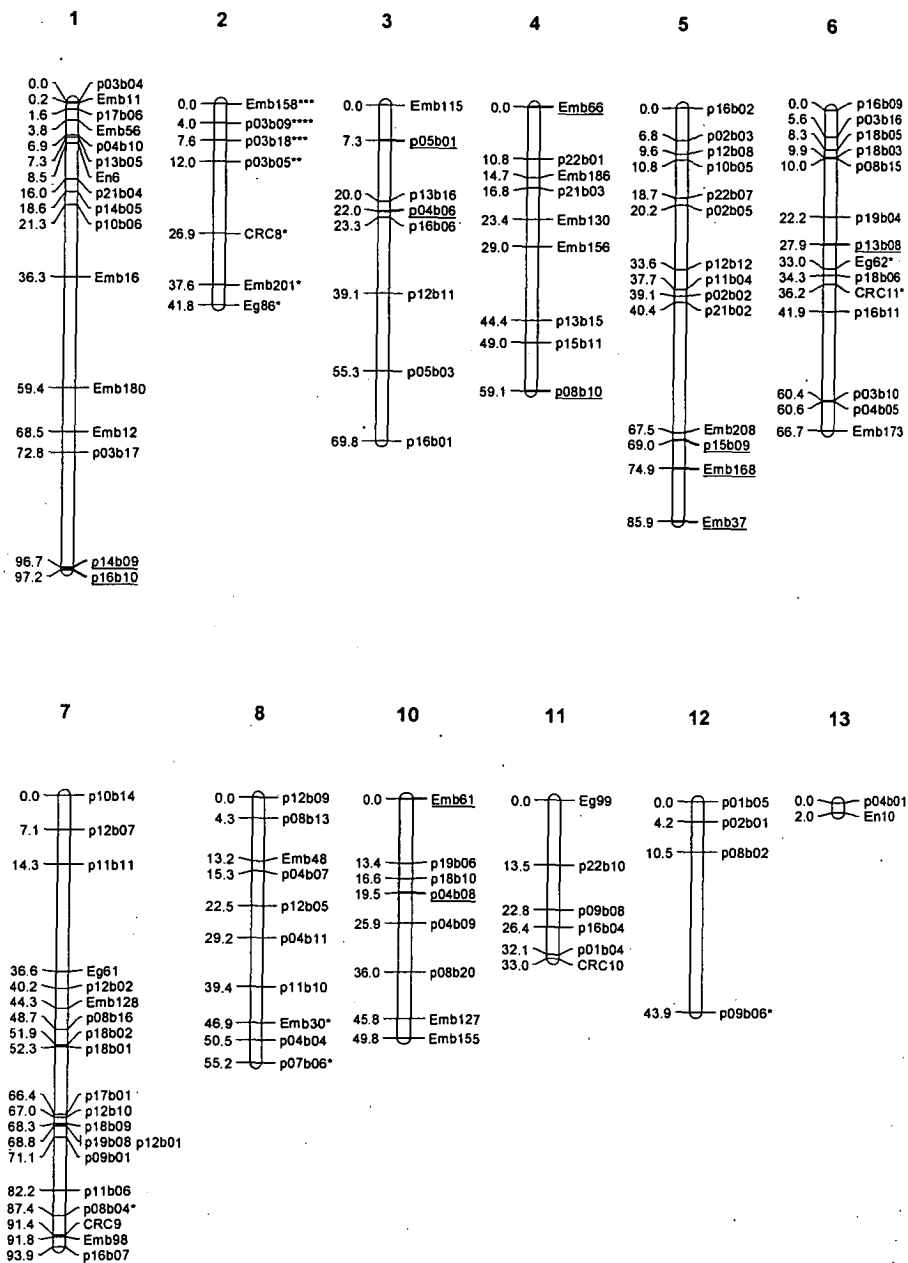 1
0.0 p03b04
0.2 Emb11
1.6 p17b06
3.8 Emb56
6.9 p04b10
7.3 p13b05
8.5 En6
16.0 p21b04
18.6 p14b05
21.3 p10b06
36.3 Emb16
59.4 Emb180
68.5 Emb12
72.8 p03b17
96.7 p14b09
97.2 p16b10
2
0.0 Emb158***
4.0 p03b09****
7.6 p03b18***
12.0 p03b05**
26.9 CRC8*
37.6 Emb201*
41.8 Eg86*
3
0.0 Emb115
7.3 p05b01
20.0 p13b16
22.0 p04b06
23.3 p16b06
39.1 p12b11
55.3 p05b03
69.8 p16b01
4
0.0 Emb66
10.8 p22b01
14.7 Emb186
16.8 p21b03
23.4 Emb130
29.0 Emb156
44.4 p13b15
49.0 p15b11
59.1 p08b10
5
0.0 p16b02
6.8 p02b03
9.6 p12b08
10.8 p10b05
18.7 p22b07
20.2 p02b05
33.6 p12b12
37.7 p11b04
39.1 p02b02
40.4 p21b02
67.5 Emb208
69.0 p15b09
74.9 Emb168
85.9 Emb37
6
0.0 p16b09
5.6 p03b16
8.3 p18b05
9.9 p18b03
10.0 p08b15
22.2 p19b04
27.9 p13b08
33.0 Eg62*
34.3 p18b06
36.2 CRC11*
41.9 p16b11
60.4 p03b10
60.6 p04b05
66.7 Emb173
7
0.0 p10b14
7.1 p12b07
14.3 p11b11
36.6 Eg61
40.2 p12b02
44.3 Emb128
48.7 p08b16
51.9 p18b02
52.3 p18b01
66.4 p17b01
67.0 p12b10
68.3 p18b09
68.8 p19b08 p12b01
71.1 p09b01
82.2 p11b06
87.4 p08b04*
91.4 CRC9
91.8 Emb98
93.9 p16b07
8
0.0 p12b09
4.3 p08b13
13.2 Emb48
15.3 p04b07
22.5 p12b05
29.2 p04b11
39.4 p11b10
46.9 Emb30*
50.5 p04b04
55.2 p07b06*
10
0.0 Emb61
13.4 p19b06
16.6 p18b10
19.5 p04b08
25.9 p04b09
36.0 p08b20
45.8 Emb127
49.8 Emb155
11
0.0 Eg99
13.5 p22b10
22.8 p09b08
26.4 p16b04
32.1 p01b04
33.0 CRC10
12
0.0 p01b05
4.2 p02b01
10.5 p08b02
43.9 p09b06*
13
0.0 p04b01
2.0 En10